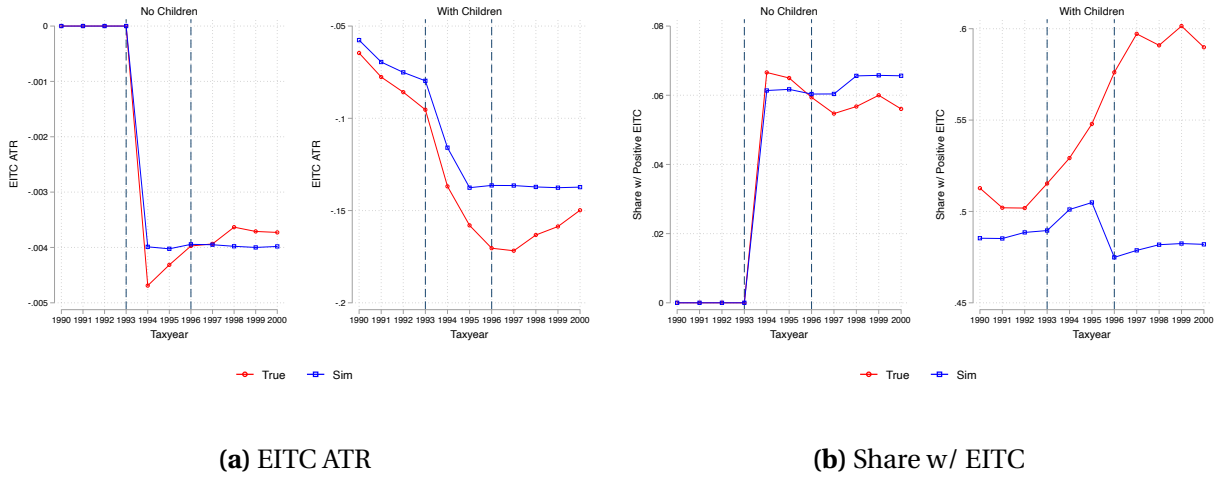 No Children
With Children
No Children
With Children
EITC ATR
0
-.001
-.002
-.003
-.004
-.005
1990 1991 1992 1993 1994 1995 1996 1997 1998 1999 2000
Taxyear
EITC ATR
-.05
-.1
-.15
-.2
1990 1991 1992 1993 1994 1995 1996 1997 1998 1999 2000
Taxyear
True
Sim
Share w/ Positive EITC
.08
.06
.04
.02
0
1990 1991 1992 1993 1994 1995 1996 1997 1998 1999 2000
Taxyear
Share w/ Positive EITC
.6
.55
.5
.45
1990 1991 1992 1993 1994 1995 1996 1997 1998 1999 2000
Taxyear
True
Sim
(a) EITC ATR
(b) Share w/ EITC